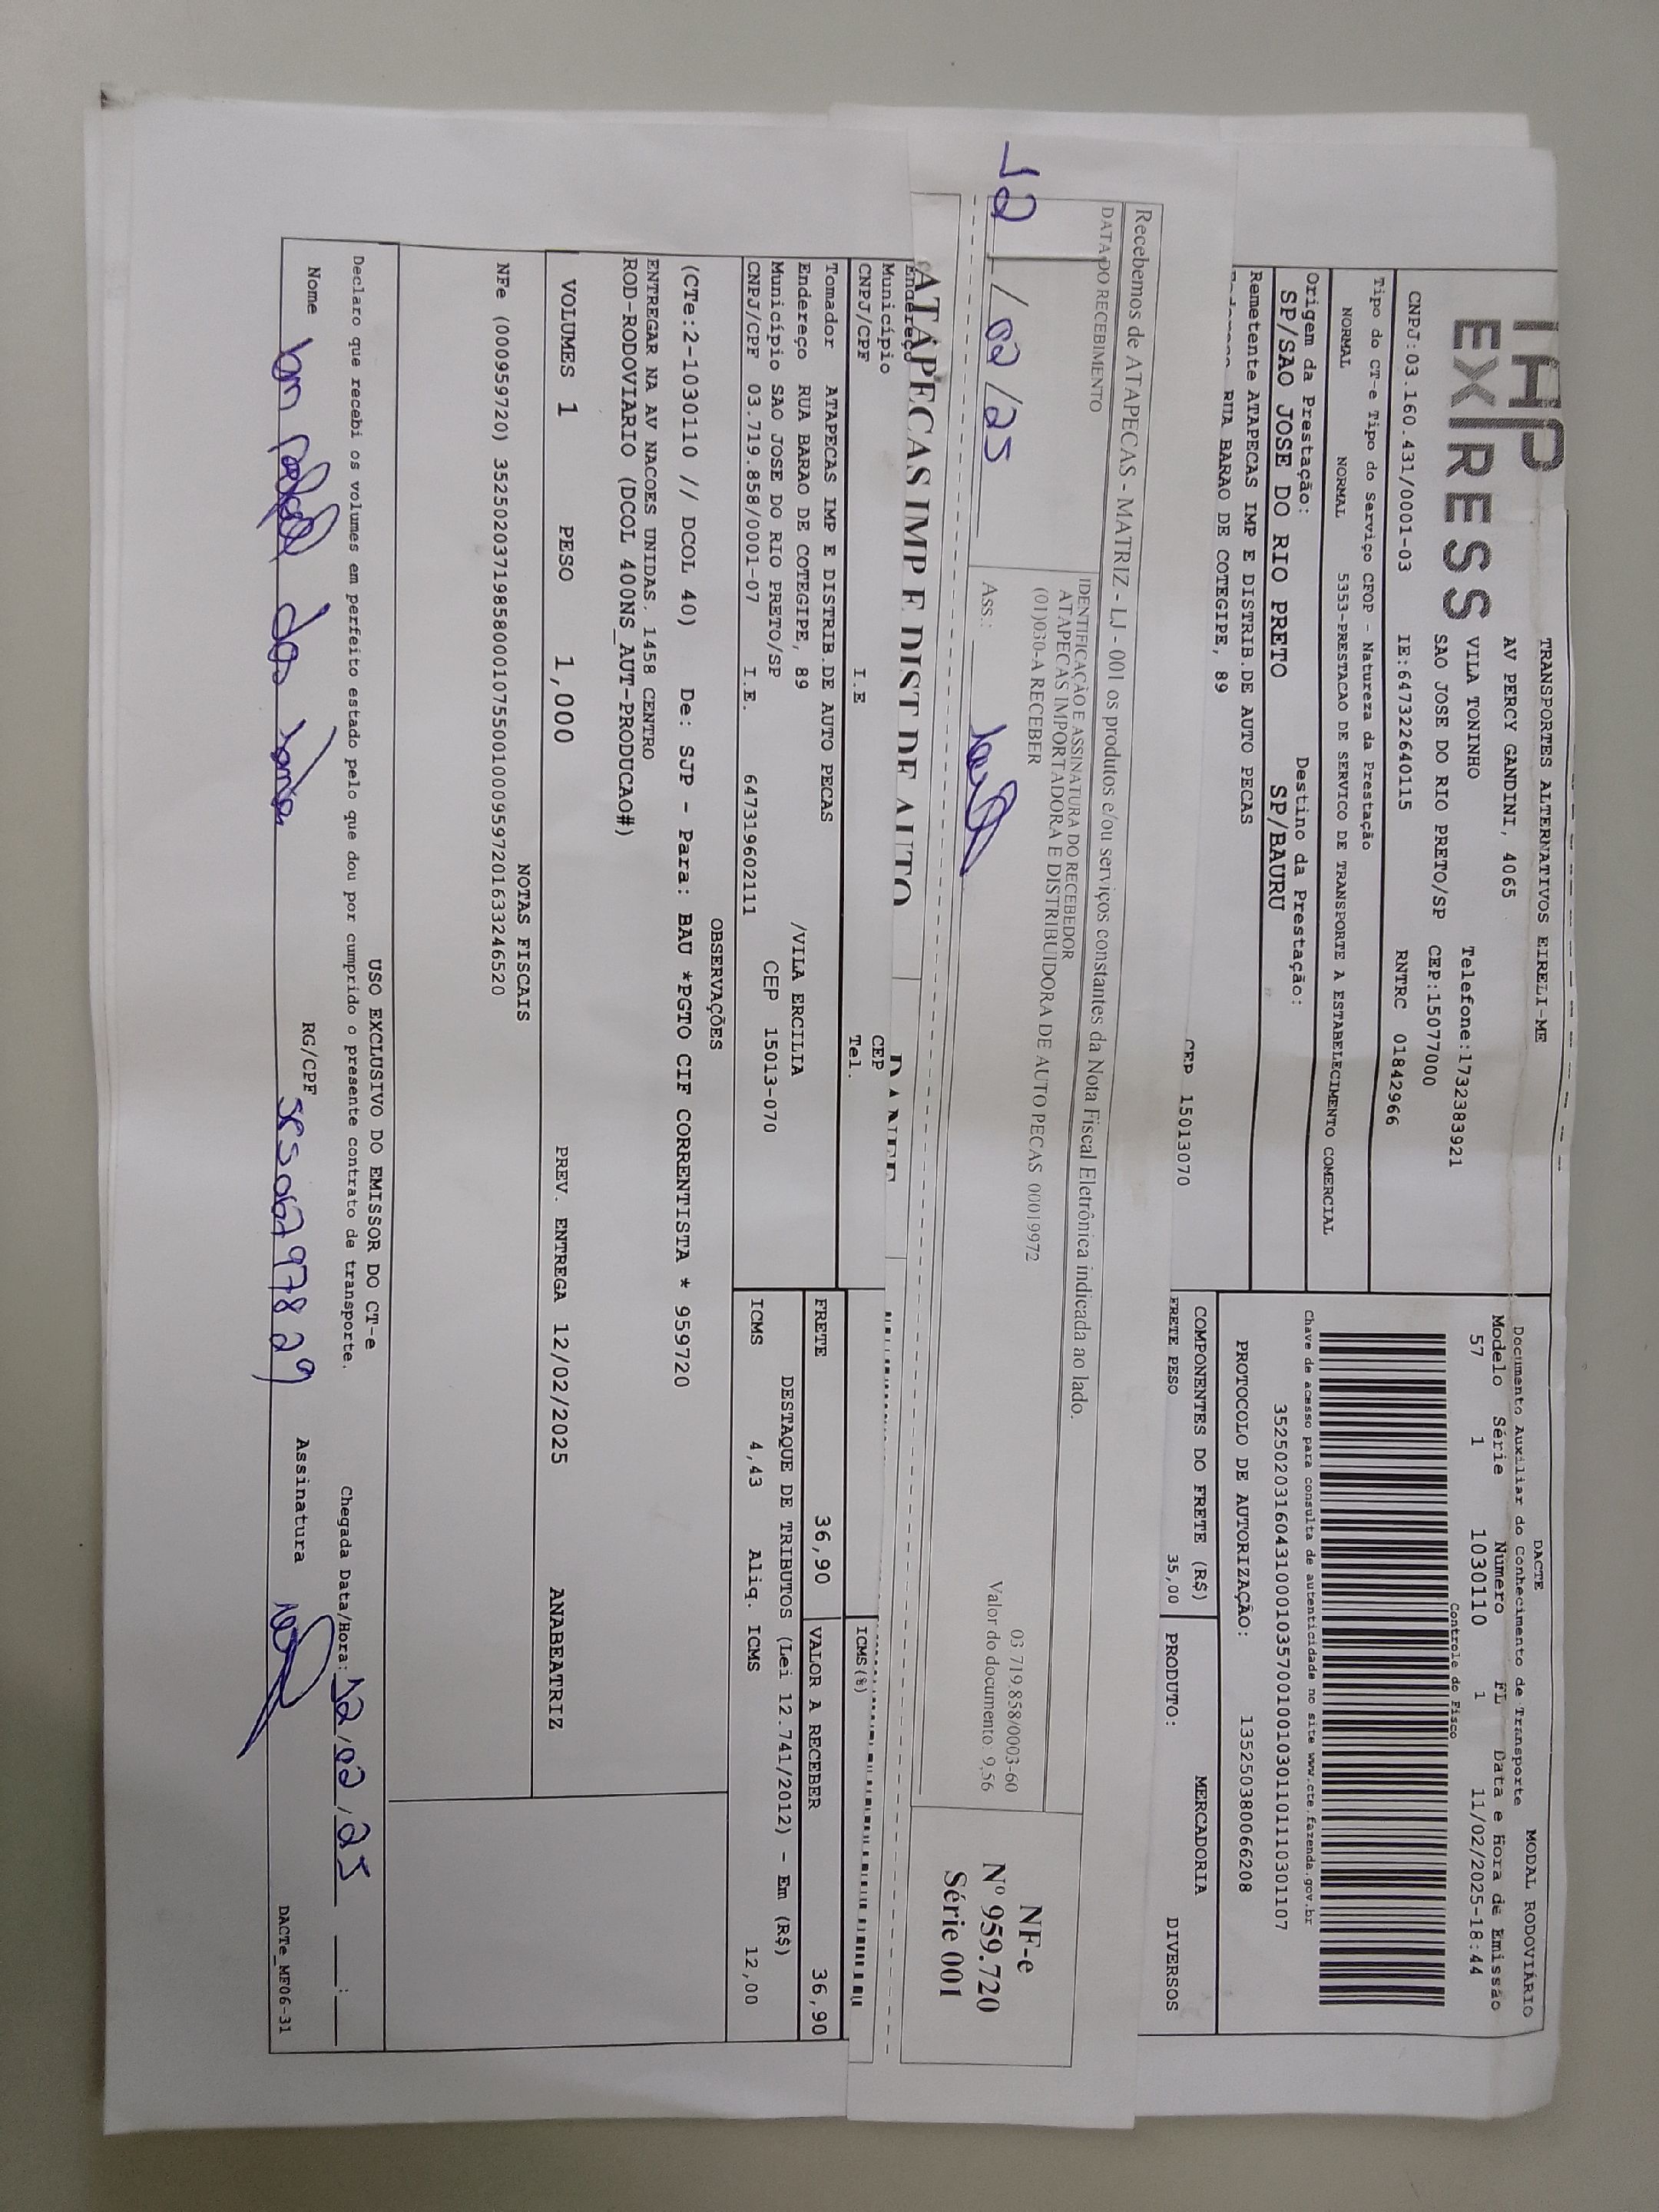 TRANSPORTES ALTERNATIVOS EIRELI-ME
EXPRESS
AV PERCY GANDINI, 4065
VILA TONINHO Telefone:1732383921
SAO JOSE DO RIO PRETO/SP CEP:15077000
CNPJ:03.160.431/0001-03 IE:647322640115 RNTRC 01842966
Tipo do CT-e Tipo do Serviço CFOP - Natureza da Prestação
NORMAL NORMAL 5353-PRESTACAO DE SERVICO DE TRANSPORTE A ESTABELECIMENTO COMERCIAL
Origem da Prestação: Destino da Prestação:
SP/SAO JOSE DO RIO PRETO SP/BAURU
Remetente ATAPECAS IMP E DISTRIB.DE AUTO PECAS
RUA BARAO DE COTEGIPE, 89
CEP 15013070
DACTE MODAL RODOVIÁRIO
Documento Auxiliar do Conhecimento de Transporte
Modelo Série Numero FL Data e Hora de Emissão
57 1 1030110 1 11/02/2025-18:44
Controle do Fisco
Chave de acesso para consulta de autenticidade no site www.cte.fazenda.gov.br
35250203160431000103570010010301101110301107
PROTOCOLO DE AUTORIZAÇÃO: 135250380066208
COMPONENTES DO FRETE (R$) MERCADORIA
FRETE PESO 35,00 PRODUTO: DIVERSOS
Recebemos de ATAPECAS - MATRIZ - LJ - 001 os produtos e/ou serviços constantes da Nota Fiscal Eletrônica indicada ao lado.
DATA DO RECEBIMENTO
IDENTIFICAÇÃO E ASSINATURA DO RECEBEDOR
ATAPECAS IMPORTADORA E DISTRIBUIDORA DE AUTO PECAS 00019972
(01)030-A RECEBER
12/02/25
Ass.:
03 719.858/0003-60
Valor do documento: 9,56
NF-e
Nº 959.720
Série 001
ATAPECAS IMP E DIST DE AUTO
DANFE
Endereço
Município CEP
CNPJ/CPF I.E Tel.
ICMS(%)
Tomador ATAPECAS IMP E DISTRIB.DE AUTO PECAS
Endereço RUA BARAO DE COTEGIPE, 89 /VILA ERCILIA
Município SAO JOSE DO RIO PRETO/SP CEP 15013-070
CNPJ/CPF 03.719.858/0001-07 I.E. 647319602111
FRETE 36,90 VALOR A RECEBER 36,90
DESTAQUE DE TRIBUTOS (Lei 12.741/2012) - Em (R$)
ICMS 4,43 Aliq. ICMS 12,00
OBSERVAÇÕES
(CTe:2-1030110 // DCOL 40) De: SJP - Para: BAU *PGTO CIF CORRENTISTA * 959720
ENTREGAR NA AV NACOES UNIDAS, 1458 CENTRO
ROD-RODOVIARIO (DCOL 400NS_AUT-PRODUCAO#)
VOLUMES 1 PESO 1,000 PREV. ENTREGA 12/02/2025 ANABEATRIZ
NOTAS FISCAIS
NFe (000959720) 35250203719858000107550010009597201633246520
USO EXCLUSIVO DO EMISSOR DO CT-e
Declaro que recebi os volumes em perfeito estado pelo que dou por cumprido o presente contrato de transporte. Chegada Data/Hora: 12/02/25 __:__
Nome RG/CPF Assinatura
DACTe_MF06-31